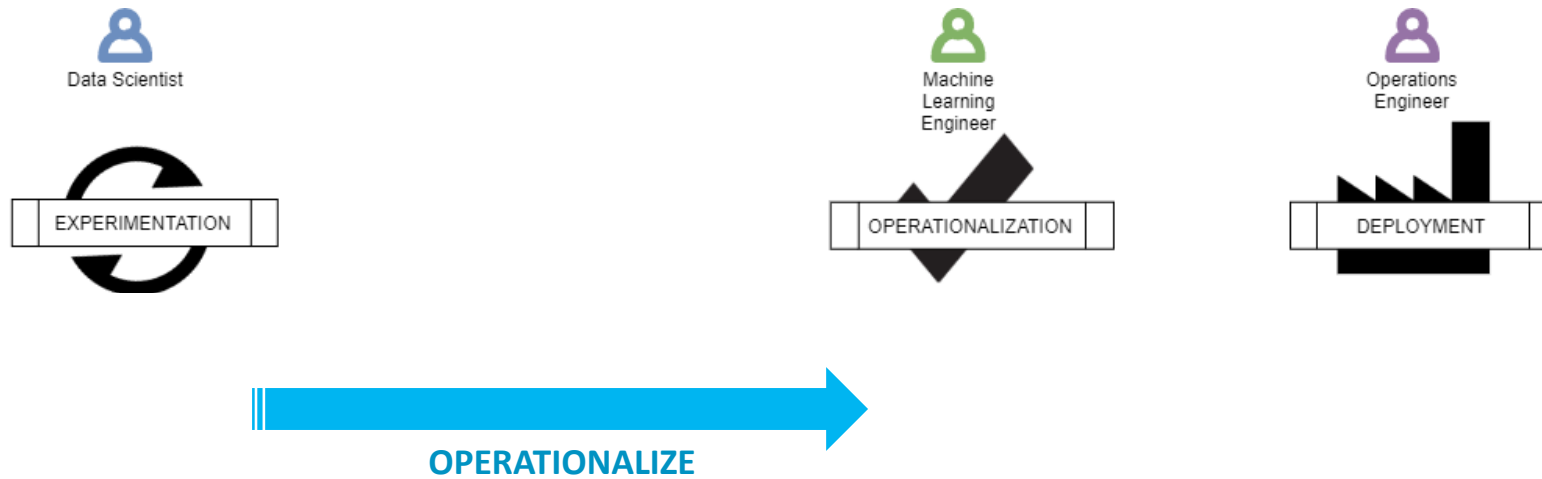 Data Scientist
Machine
Learning
Engineer
Operations
Engineer
EXPERIMENTATION
OPERATIONALIZATION
DEPLOYMENT
OPERATIONALIZE